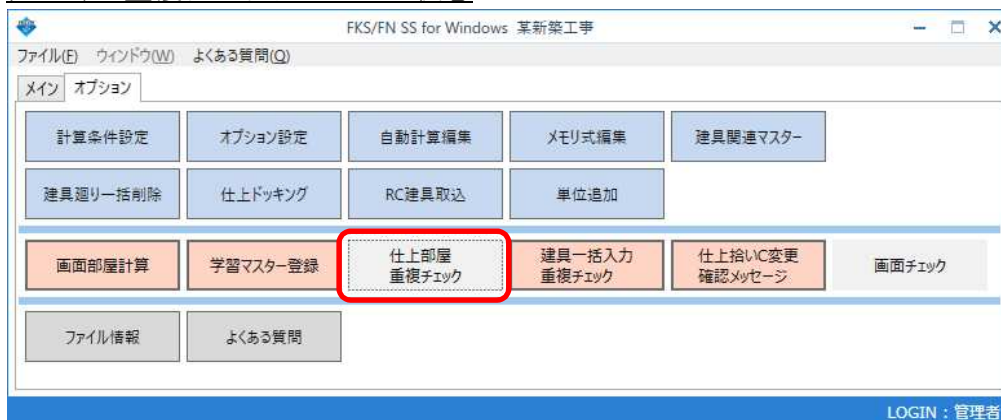 FKS/FN SS for Windows 某新築工事
ファイル(F) ウィンドウ(W) よくある質問(Q)
メイン オプション
計算条件設定 オプション設定 自動計算編集 メモリ式編集 建具関連マスター
建具廻り一括削除 仕上ドッキング RC建具取込 単位追加
画面部屋計算 学習マスター登録 仕上部屋 建具一括入力 仕上拾いC変更 画面チェック
重複チェック 重複チェック 確認メッセージ
ファイル情報 よくある質問
LOGIN：管理者